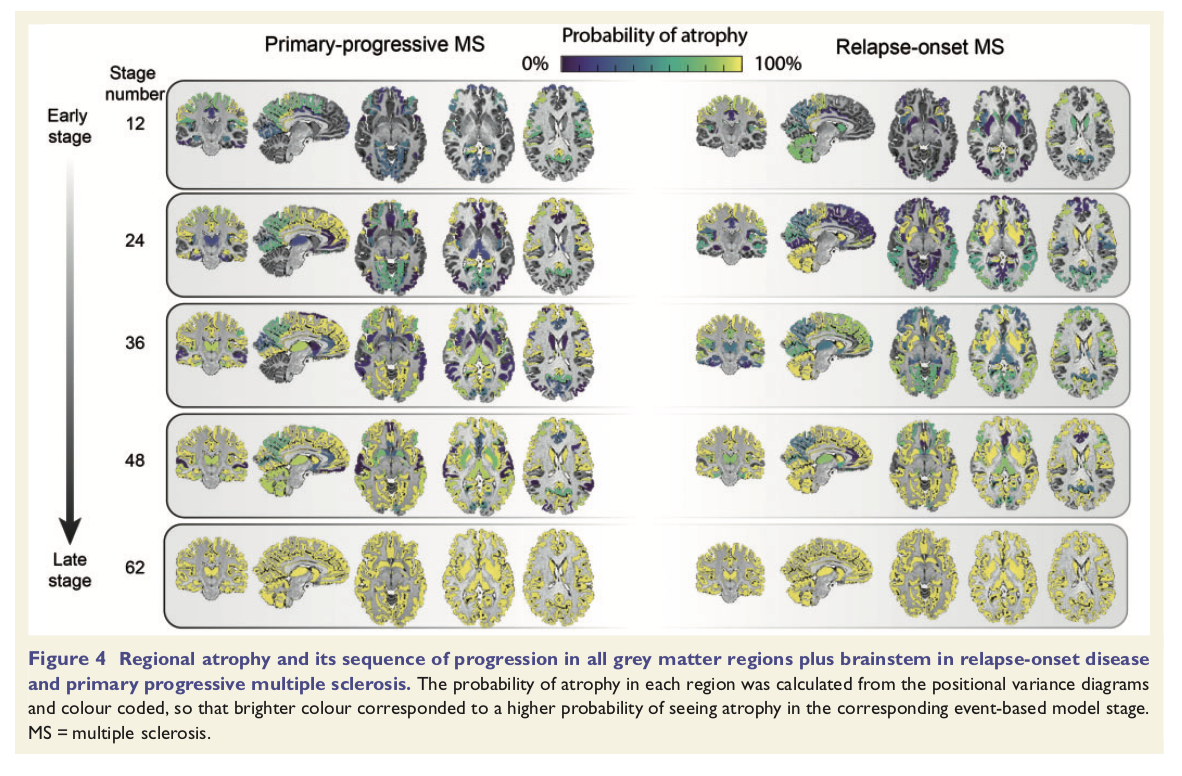 Primary-progressive MS
Probability of atrophy
Relapse-onset MS
0%
100%
Stage
number
Early
stage
12
24
36
48
Late
stage
62
Figure 4 Regional atrophy and its sequence of progression in all grey matter regions plus brainstem in relapse-onset disease
and primary progressive multiple sclerosis. The probability of atrophy in each region was calculated from the positional variance diagrams
and colour coded, so that brighter colour corresponded to a higher probability of seeing atrophy in the corresponding event-based model stage.
MS = multiple sclerosis.